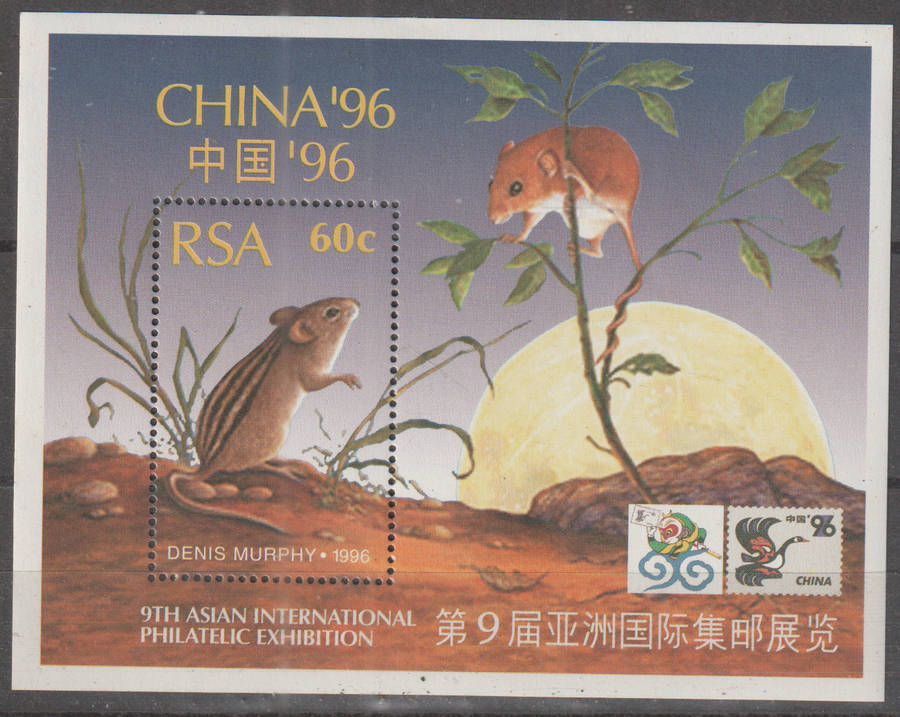 CHINA '96
中国 '96
RSA 60c
DENIS MURPHY • 1996
9TH ASIAN INTERNATIONAL
PHILATELIC EXHIBITION
第9届亚洲国际集邮展览
中国'96
CHINA